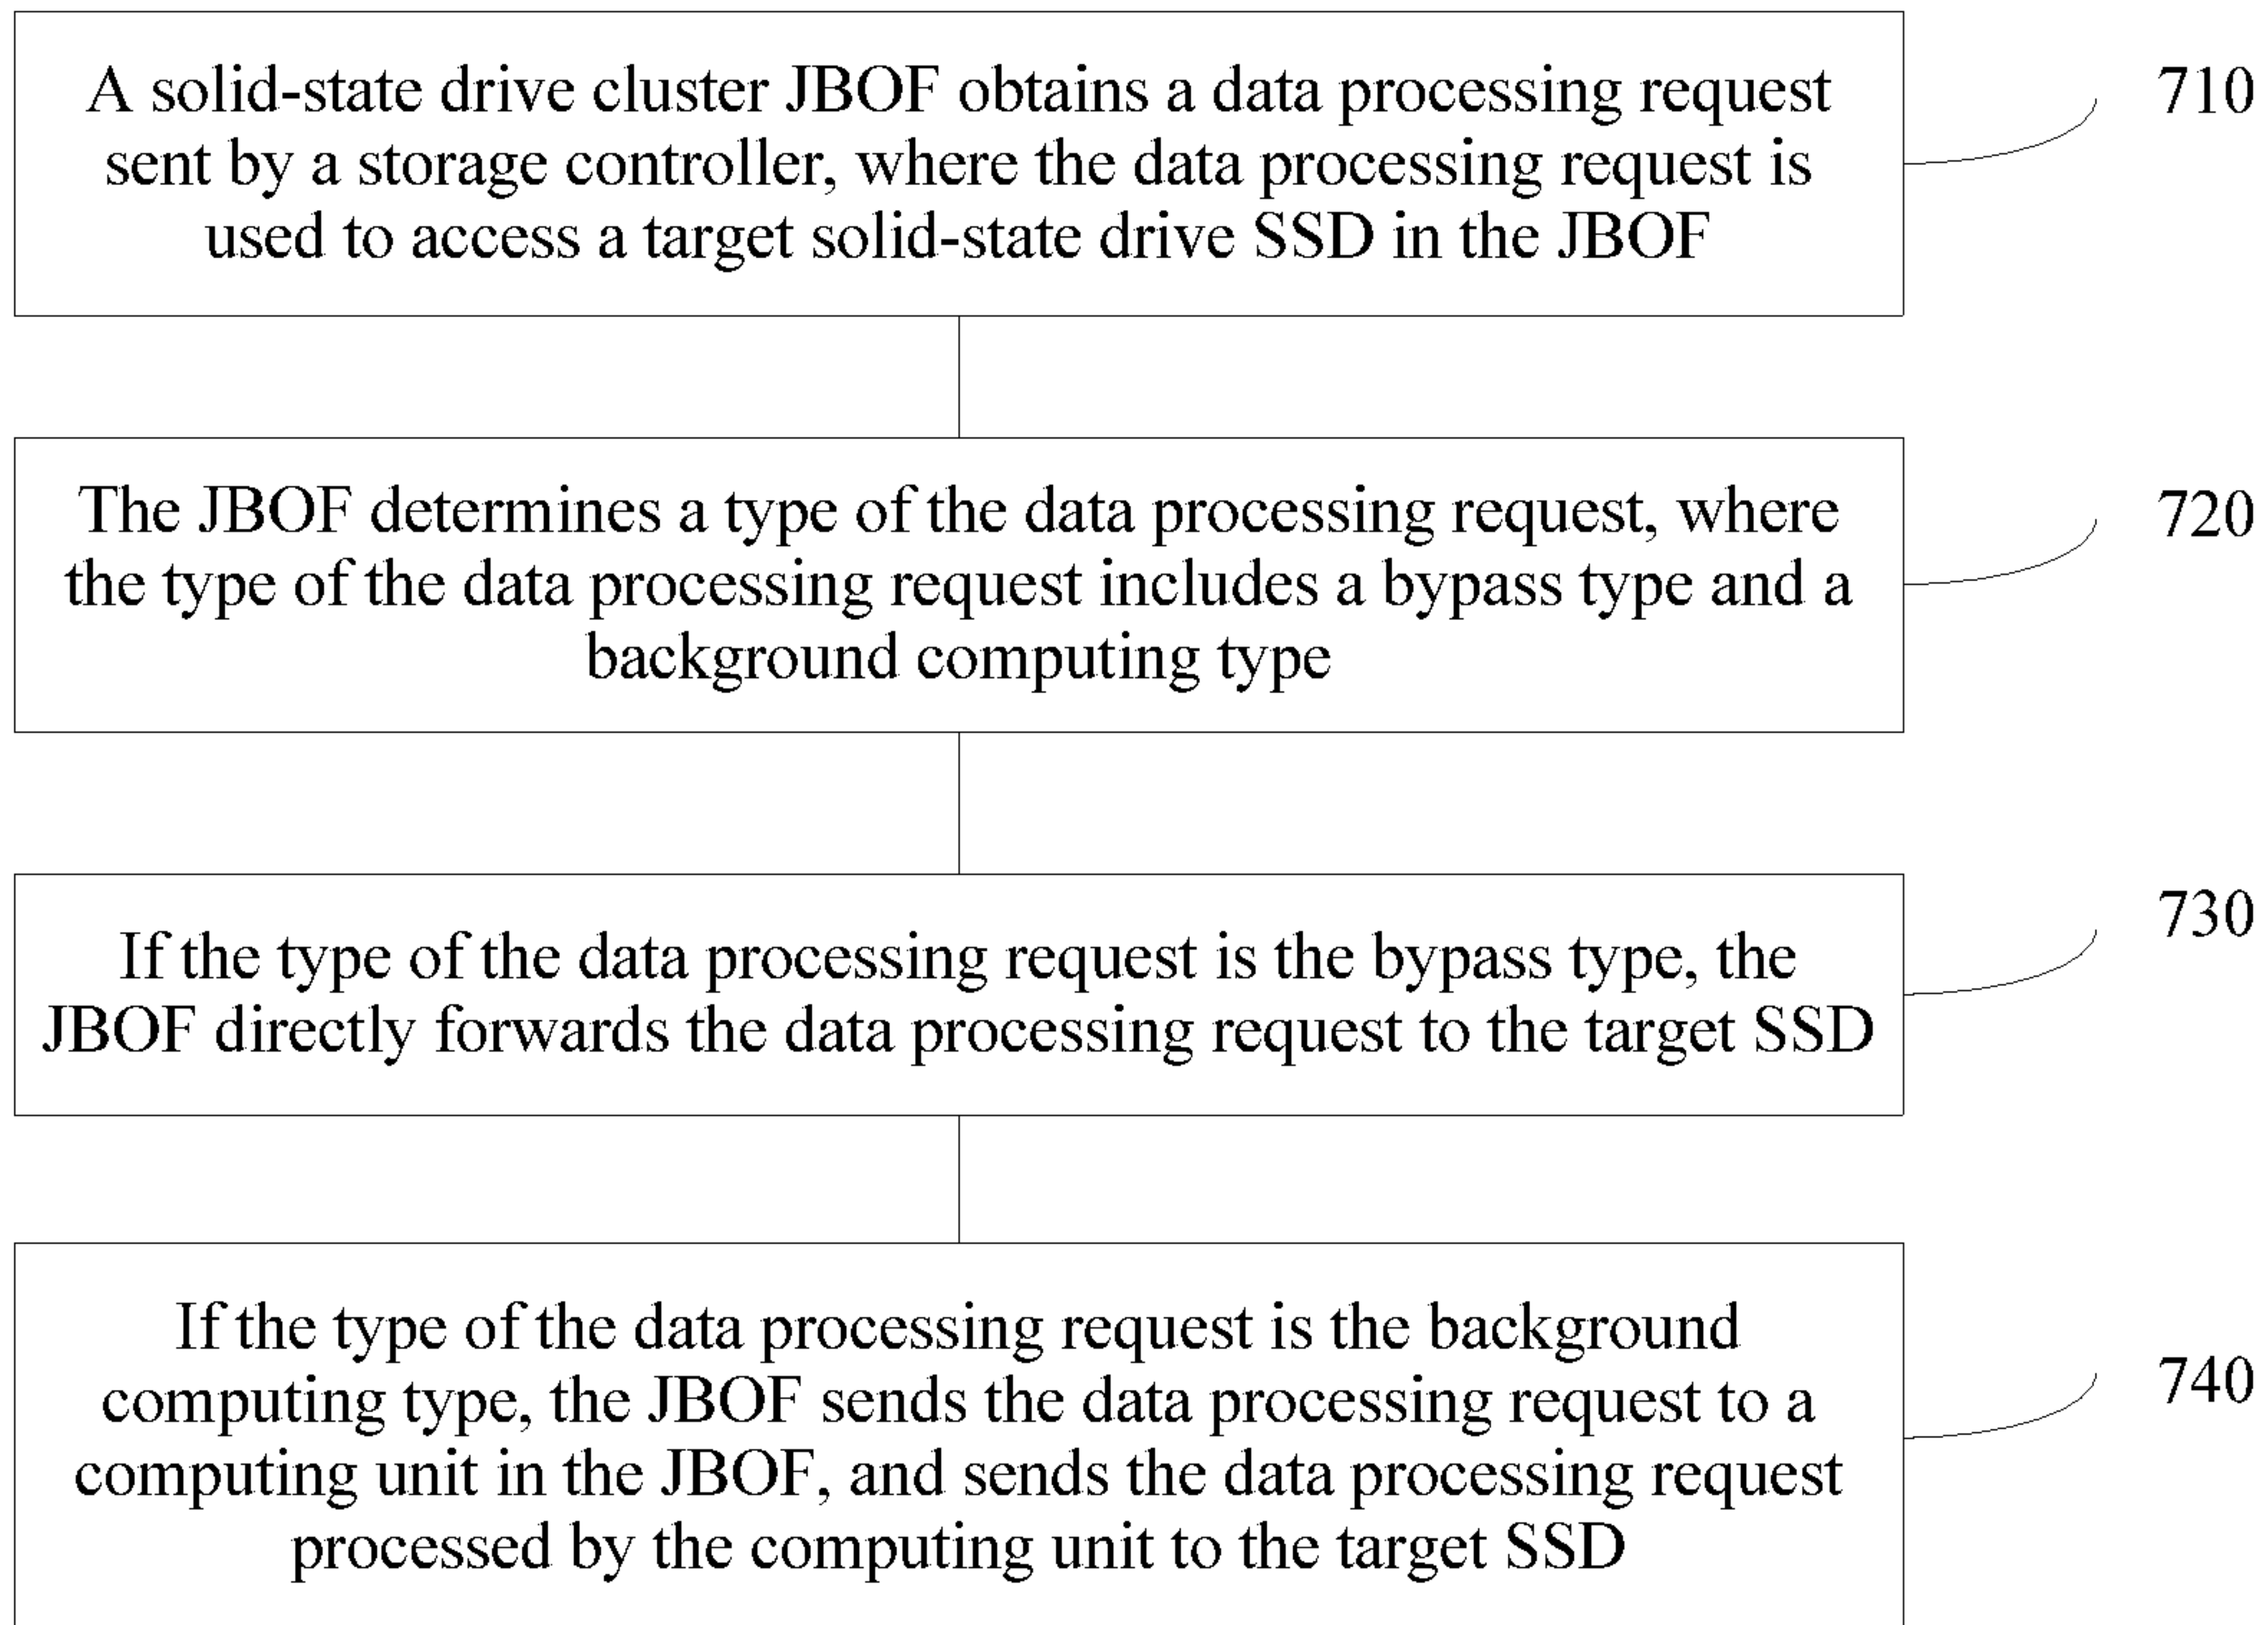 A solid-state drive cluster JBOF obtains a data processing request
sent by a storage controller, where the data processing request is
used to access a target solid-state drive SSD in the JBOF
710
The JBOF determines a type of the data processing request, where
the type of the data processing request includes a bypass type and a
background computing type
720
If the type of the data processing request is the bypass type, the
JBOF directly forwards the data processing request to the target SSD
730
If the type of the data processing request is the background
computing type, the JBOF sends the data processing request to a
computing unit in the JBOF, and sends the data processing request
processed by the computing unit to the target SSD
740